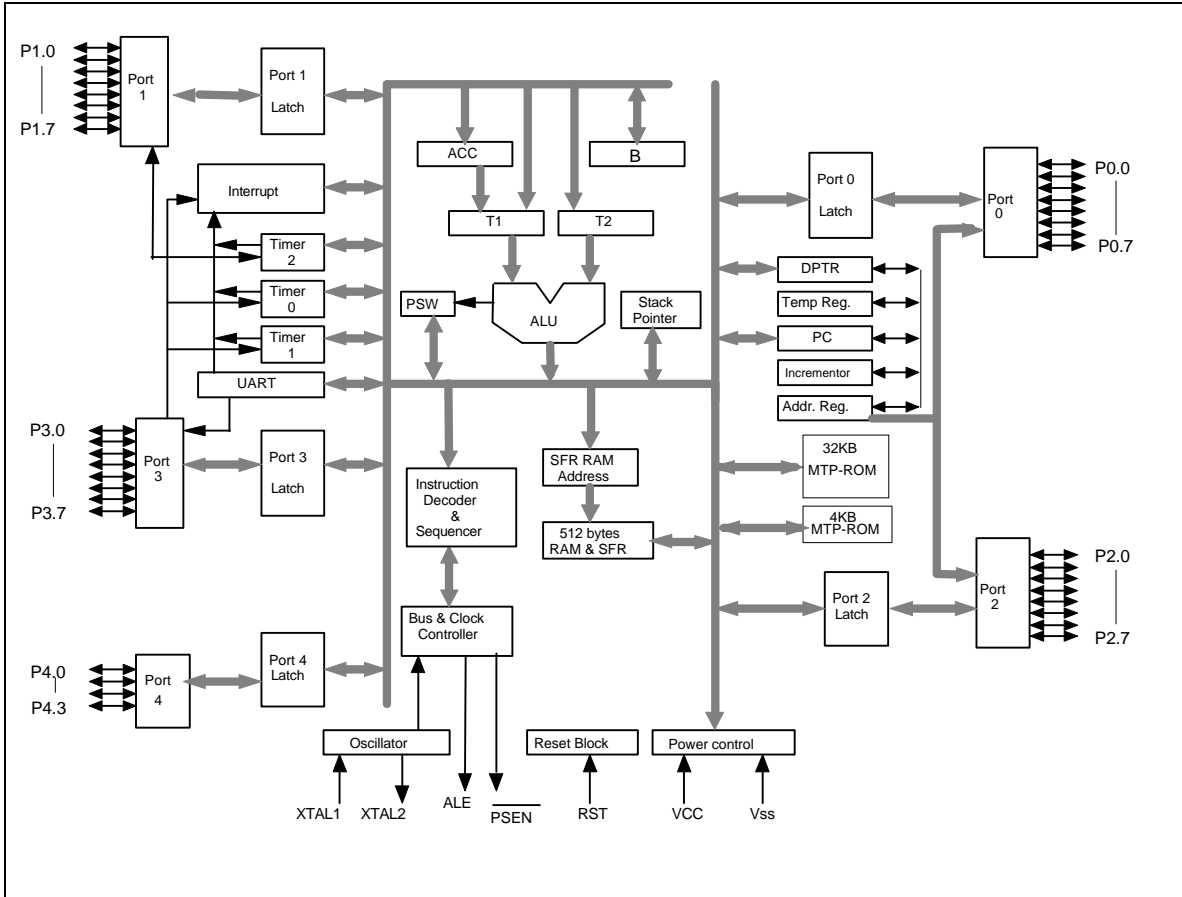 P1.0
P1.7
Port
1
Port 1
Latch
Interrupt
Timer
2
Timer
0
Timer
1
UART
P3.0
P3.7
Port
3
Port 3
Latch
P4.0
P4.3
Port
4
Port 4
Latch
ACC
B
T1
T2
PSW
ALU
Stack
Pointer
Instruction
Decoder
&
Sequencer
SFR RAM
Address
512 bytes
RAM & SFR
Bus & Clock
Controller
Oscillator
Reset Block
Power control
XTAL1
XTAL2
ALE
PSEN
RST
VCC
Vss
Port 0
Latch
Port
0
P0.0
P0.7
DPTR
Temp Reg.
PC
Incrementor
Addr. Reg.
32KB
MTP-ROM
4KB
MTP-ROM
Port 2
Latch
Port
2
P2.0
P2.7